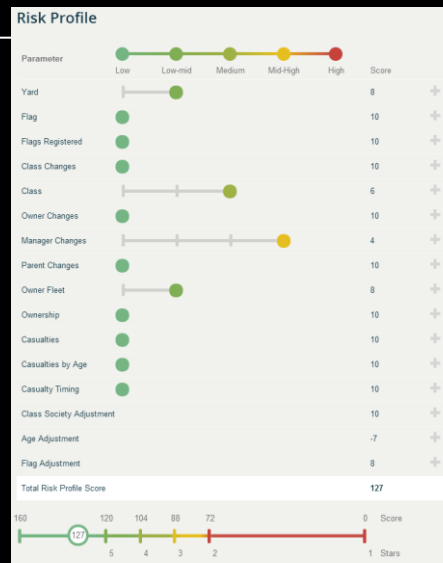 Risk Profile
Parameter
Low Low-mid Medium Mid-High High Score
Yard 8
Flag 10
Flags Registered 10
Class Changes 10
Class 6
Owner Changes 10
Manager Changes 4
Parent Changes 10
Owner Fleet 8
Ownership 10
Casualties 10
Casualties by Age 10
Casualty Timing 10
Class Society Adjustment 10
Age Adjustment -7
Flag Adjustment 8
Total Risk Profile Score 127
160 120 104 88 72 0 Score
127
5 4 3 2 1 Stars